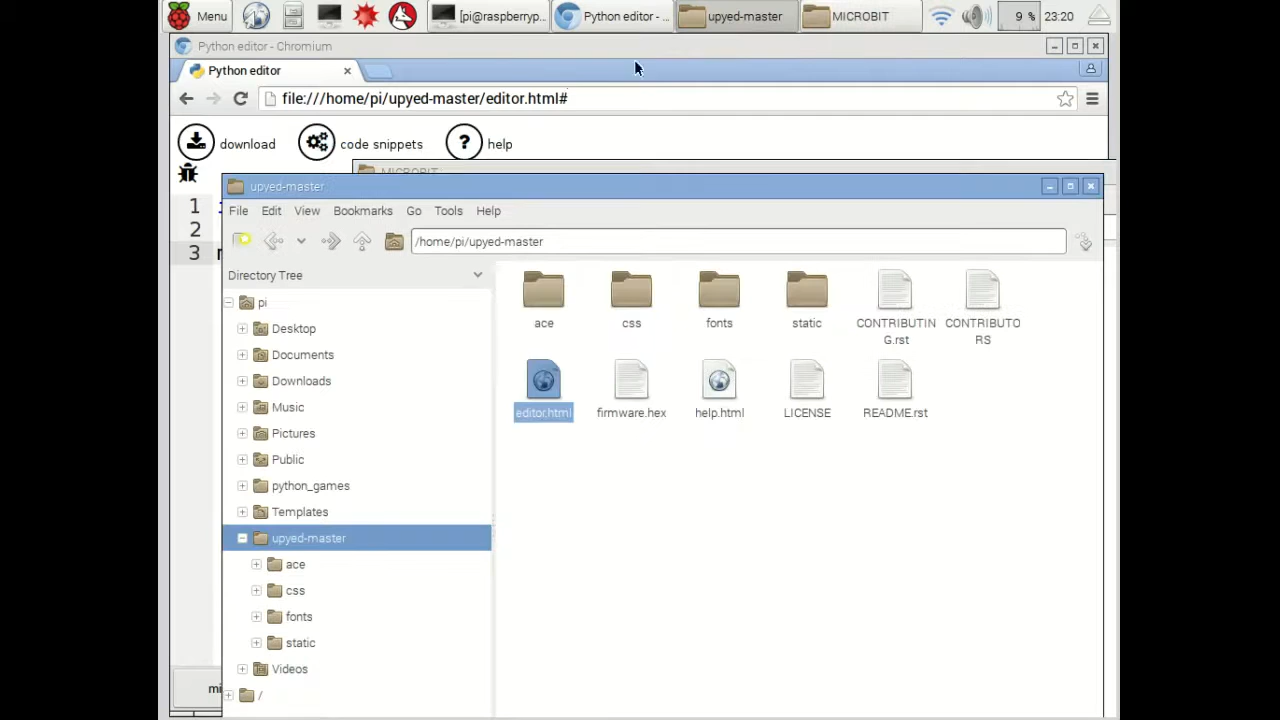 Menu
[pi@raspberryp...
Python editor - ...
upyed-master
MICROBIT
9 %
23:20
Python editor - Chromium
Python editor
file:///home/pi/upyed-master/editor.html#
download
code snippets
?
help
MICROBIT
1
2
3
upyed-master
File Edit View Bookmarks Go Tools Help
/home/pi/upyed-master
Directory Tree
pi
Desktop
Documents
Downloads
Music
Pictures
Public
python_games
Templates
upyed-master
ace
css
fonts
static
Videos
/
ace
css
fonts
static
CONTRIBUTIN
G.rst
CONTRIBUTO
RS
editor.html
firmware.hex
help.html
LICENSE
README.rst
mi